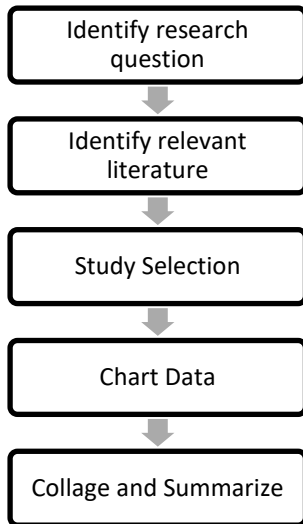 Identify research
question
Identify relevant
literature
Study Selection
Chart Data
Collage and Summarize